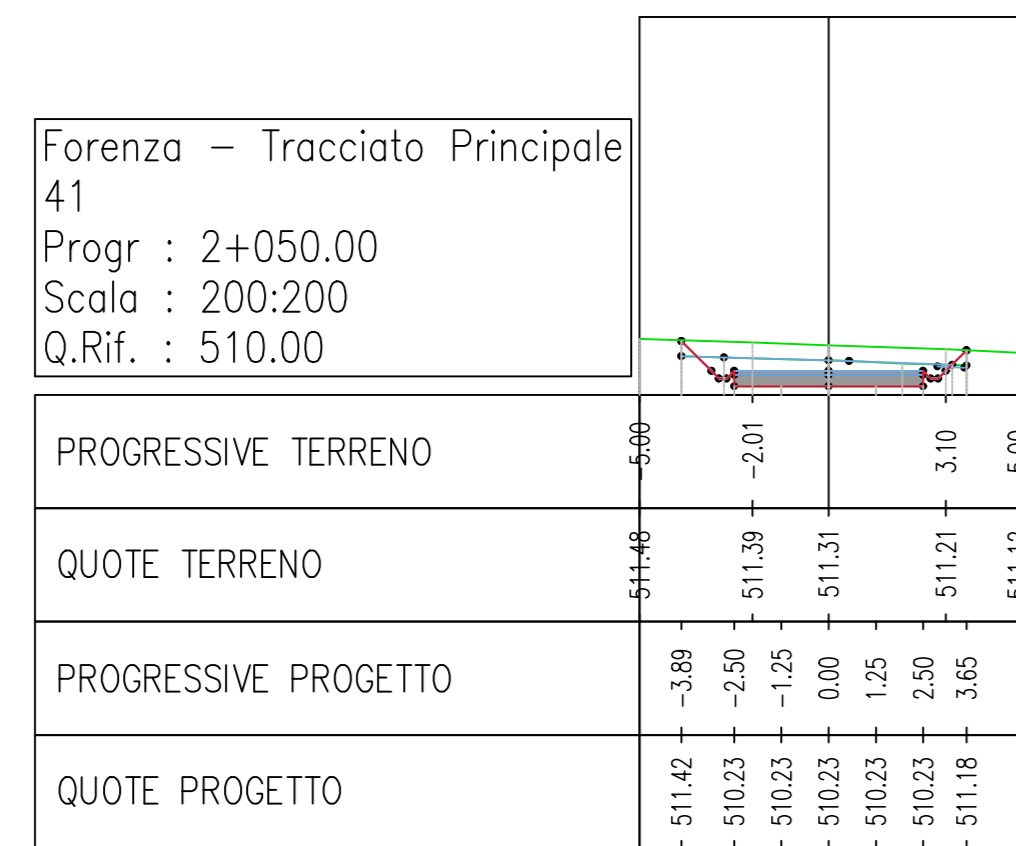 Forenza – Tracciato Principale
41
Progr : 2+050.00
Scala : 200:200
Q.Rif. : 510.00
PROGRESSIVE TERRENO -5.00 -2.01 3.10 5.00
QUOTE TERRENO 511.48 511.39 511.31 511.21
PROGRESSIVE PROGETTO -3.89 -2.50 -1.25 0.00 1.25 2.50 3.65
QUOTE PROGETTO 511.42 510.23 510.23 510.23 510.23 510.23 511.18